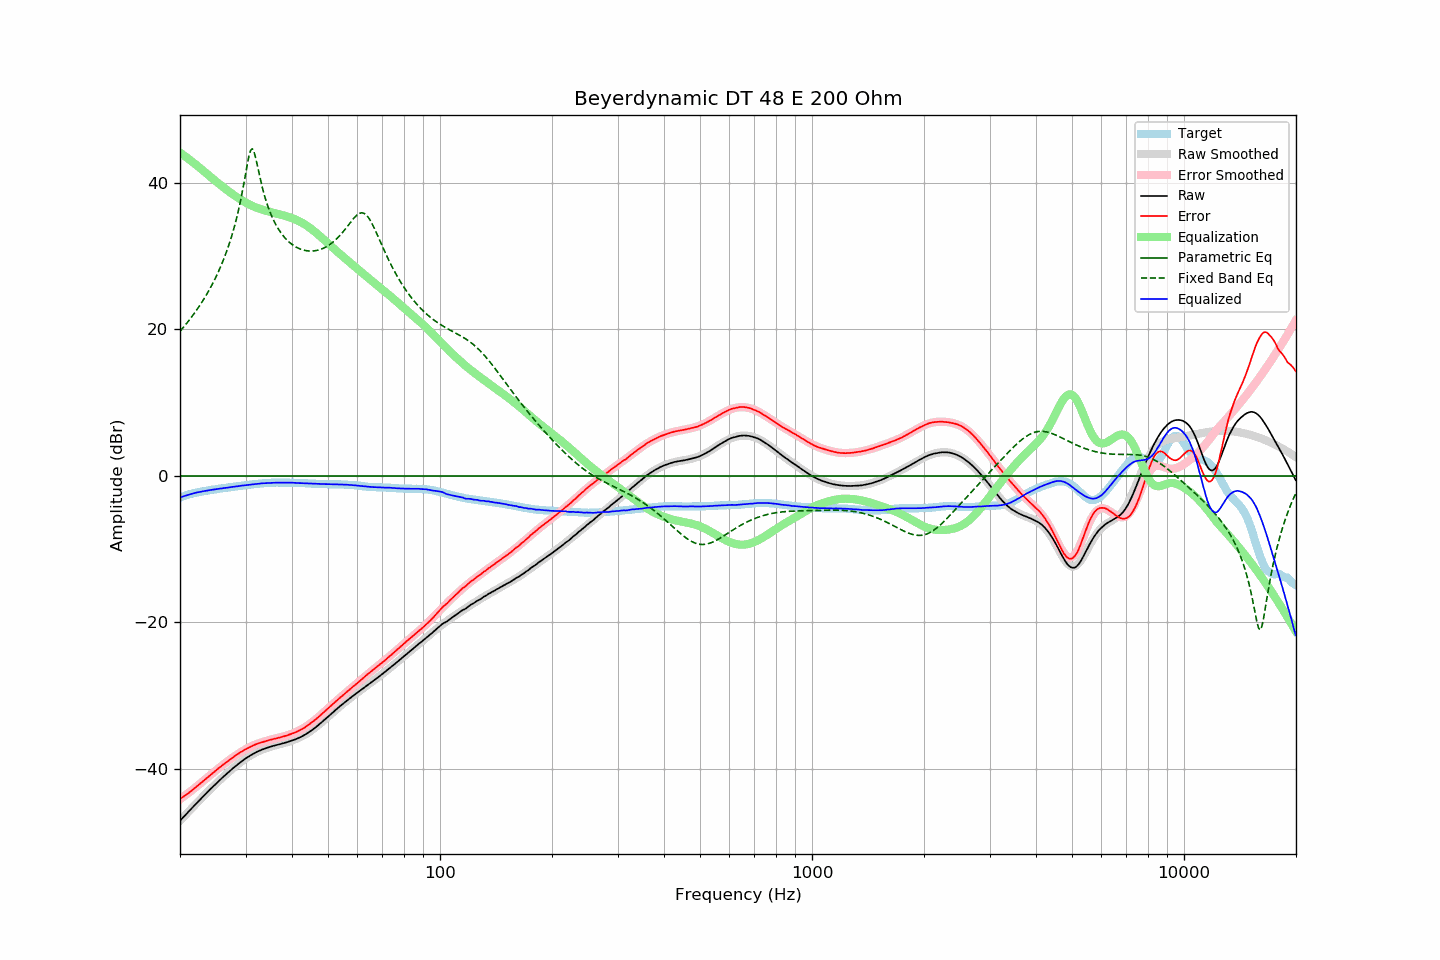 Beyerdynamic DT 48 E 200 Ohm
Target
Raw Smoothed
Error Smoothed
Raw
Error
Equalization
Parametric Eq
Fixed Band Eq
Equalized
Amplitude (dBr)
40
20
0
−20
−40
100
1000
10000
Frequency (Hz)